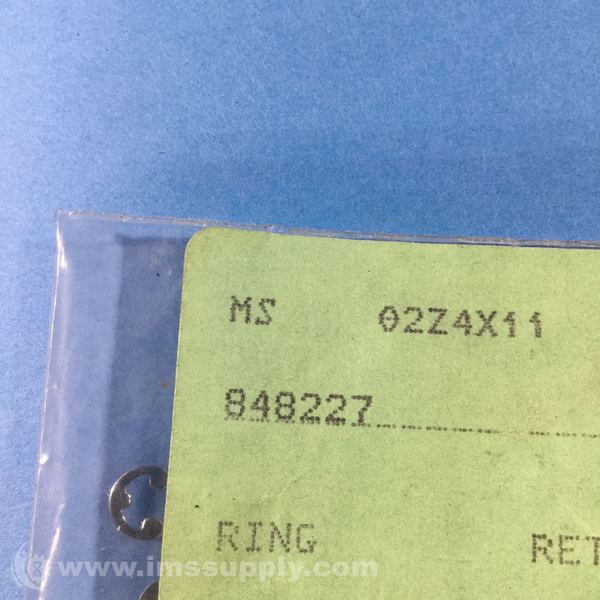 MS 02Z4X11
848227
RING RET
www.imssupply.com